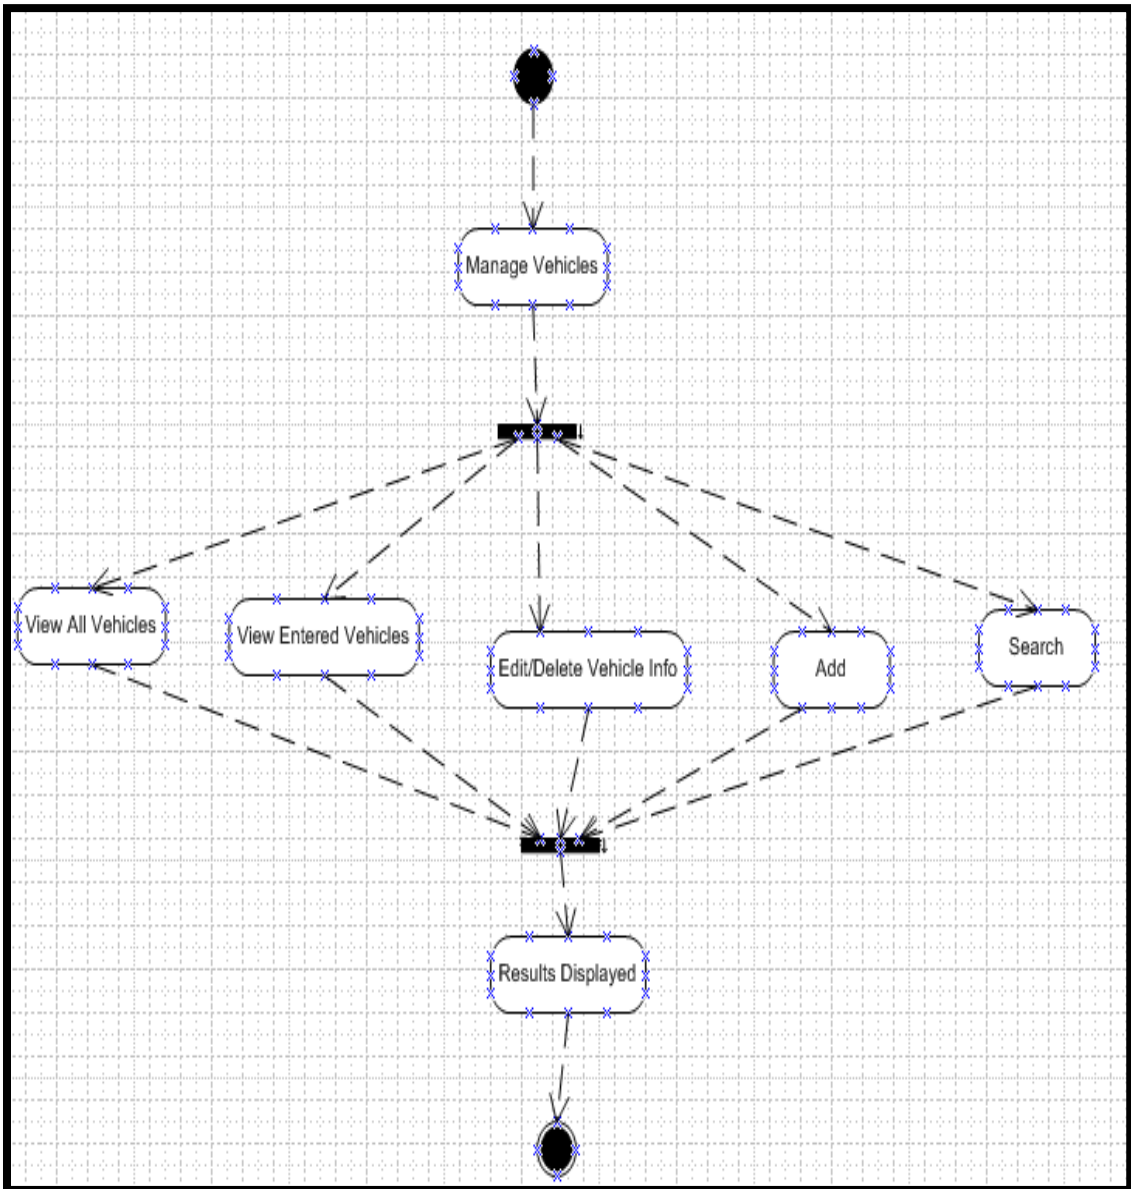 Manage Vehicles
View All Vehicles
View Entered Vehicles
Edit/Delete Vehicle Info
Add
Search
Results Displayed